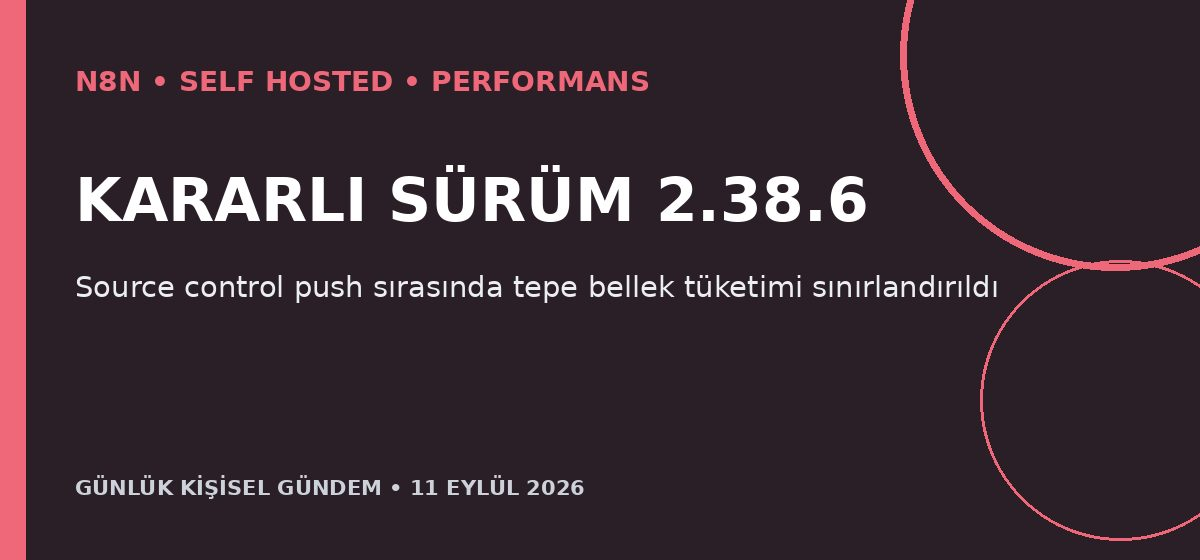 N8N • SELF HOSTED • PERFORMANS
KARARLI SÜRÜM 2.38.6
Source control push sırasında tepe bellek tüketimi sınırlandırıldı
GÜNLÜK KİŞİSEL GÜNDEM • 11 EYLÜL 2026